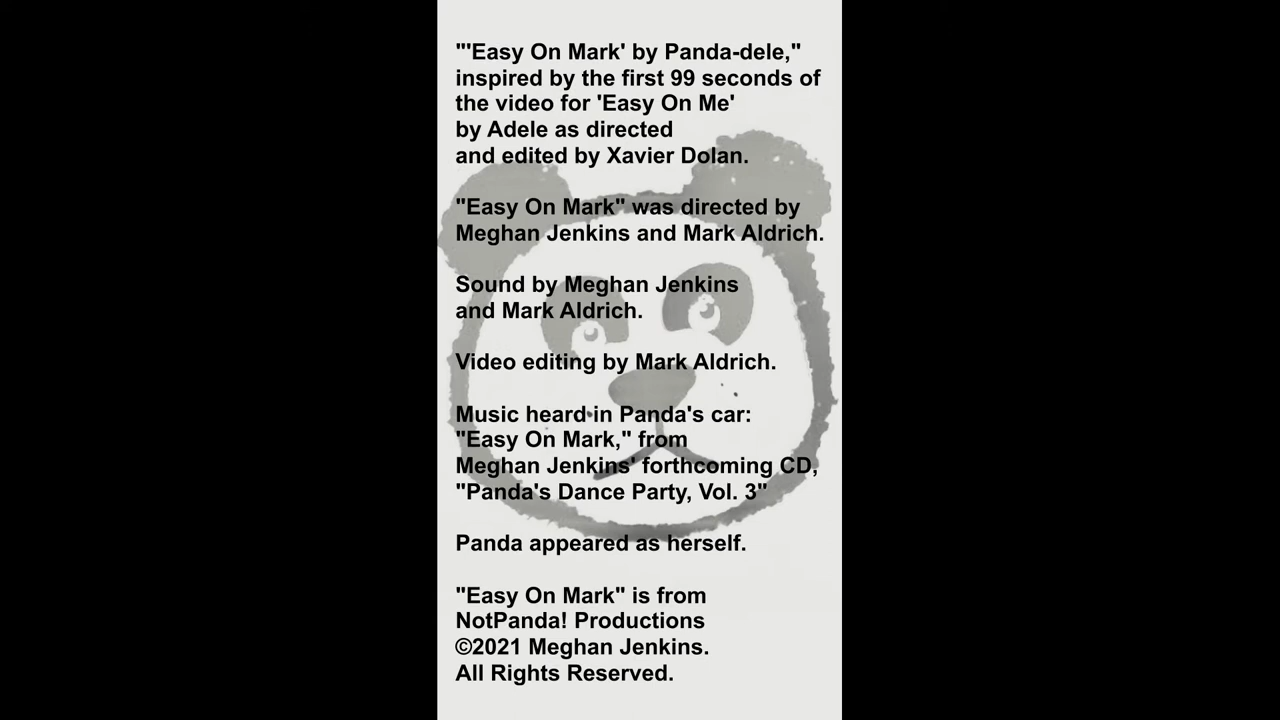 "'Easy On Mark' by Panda-dele,"
inspired by the first 99 seconds of
the video for 'Easy On Me'
by Adele as directed
and edited by Xavier Dolan.
"Easy On Mark" was directed by
Meghan Jenkins and Mark Aldrich.
Sound by Meghan Jenkins
and Mark Aldrich.
Video editing by Mark Aldrich.
Music heard in Panda's car:
"Easy On Mark," from
Meghan Jenkins' forthcoming CD,
"Panda's Dance Party, Vol. 3"
Panda appeared as herself.
"Easy On Mark" is from
NotPanda! Productions
©2021 Meghan Jenkins.
All Rights Reserved.